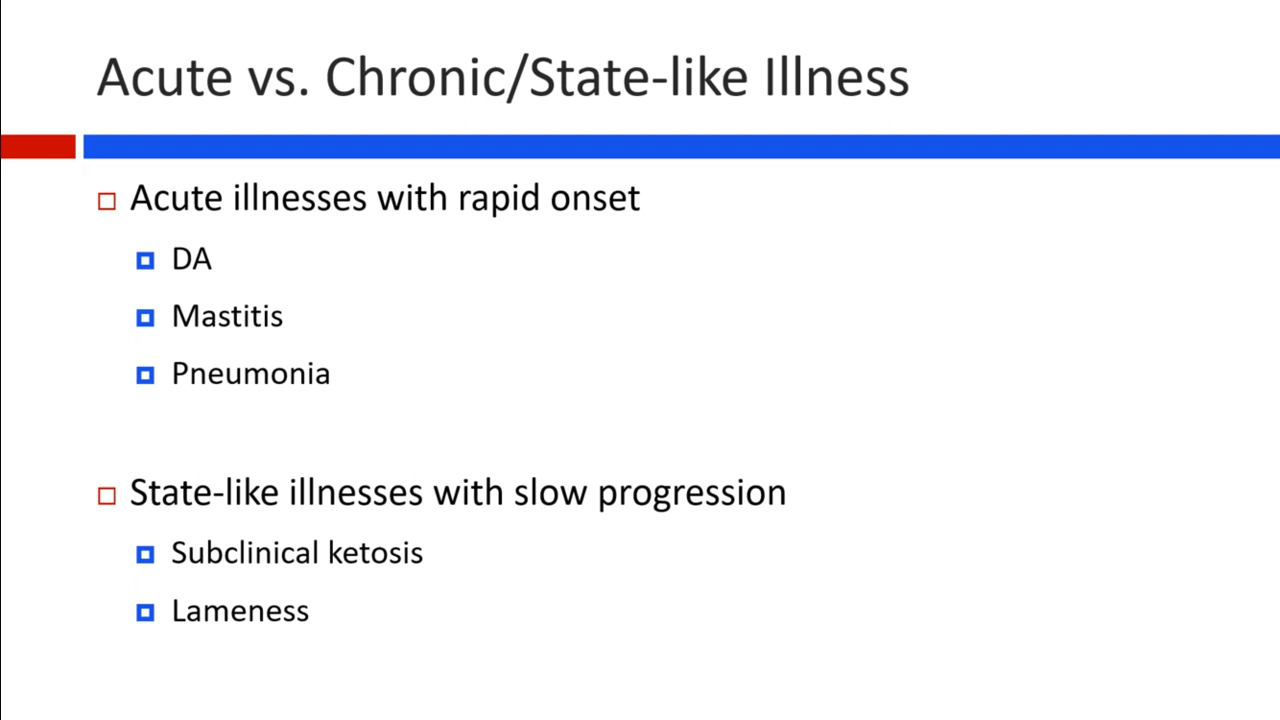 Acute vs. Chronic/State-like Illness
Acute illnesses with rapid onset
DA
Mastitis
Pneumonia
State-like illnesses with slow progression
Subclinical ketosis
Lameness